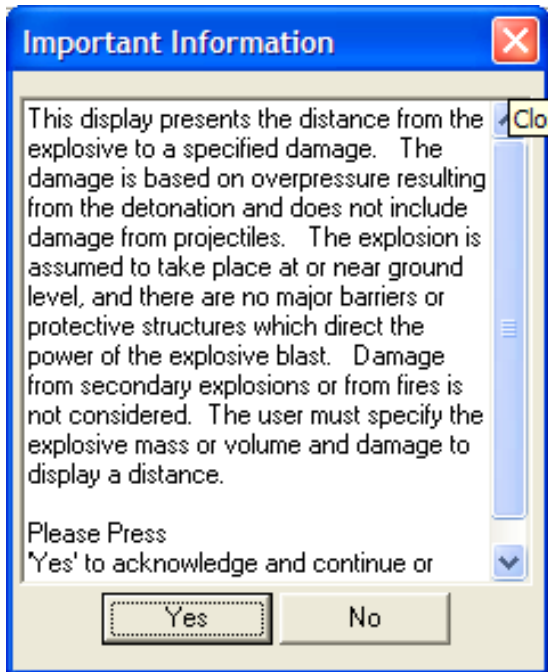 Important Information
Clo
This display presents the distance from the
explosive to a specified damage.   The
damage is based on overpressure resulting
from the detonation and does not include
damage from projectiles.   The explosion is
assumed to take place at or near ground
level, and there are no major barriers or
protective structures which direct the
power of the explosive blast.   Damage
from secondary explosions or from fires is
not considered.  The user must specify the
explosive mass or volume and damage to
display a distance.
Please Press
'Yes' to acknowledge and continue or
Yes
No